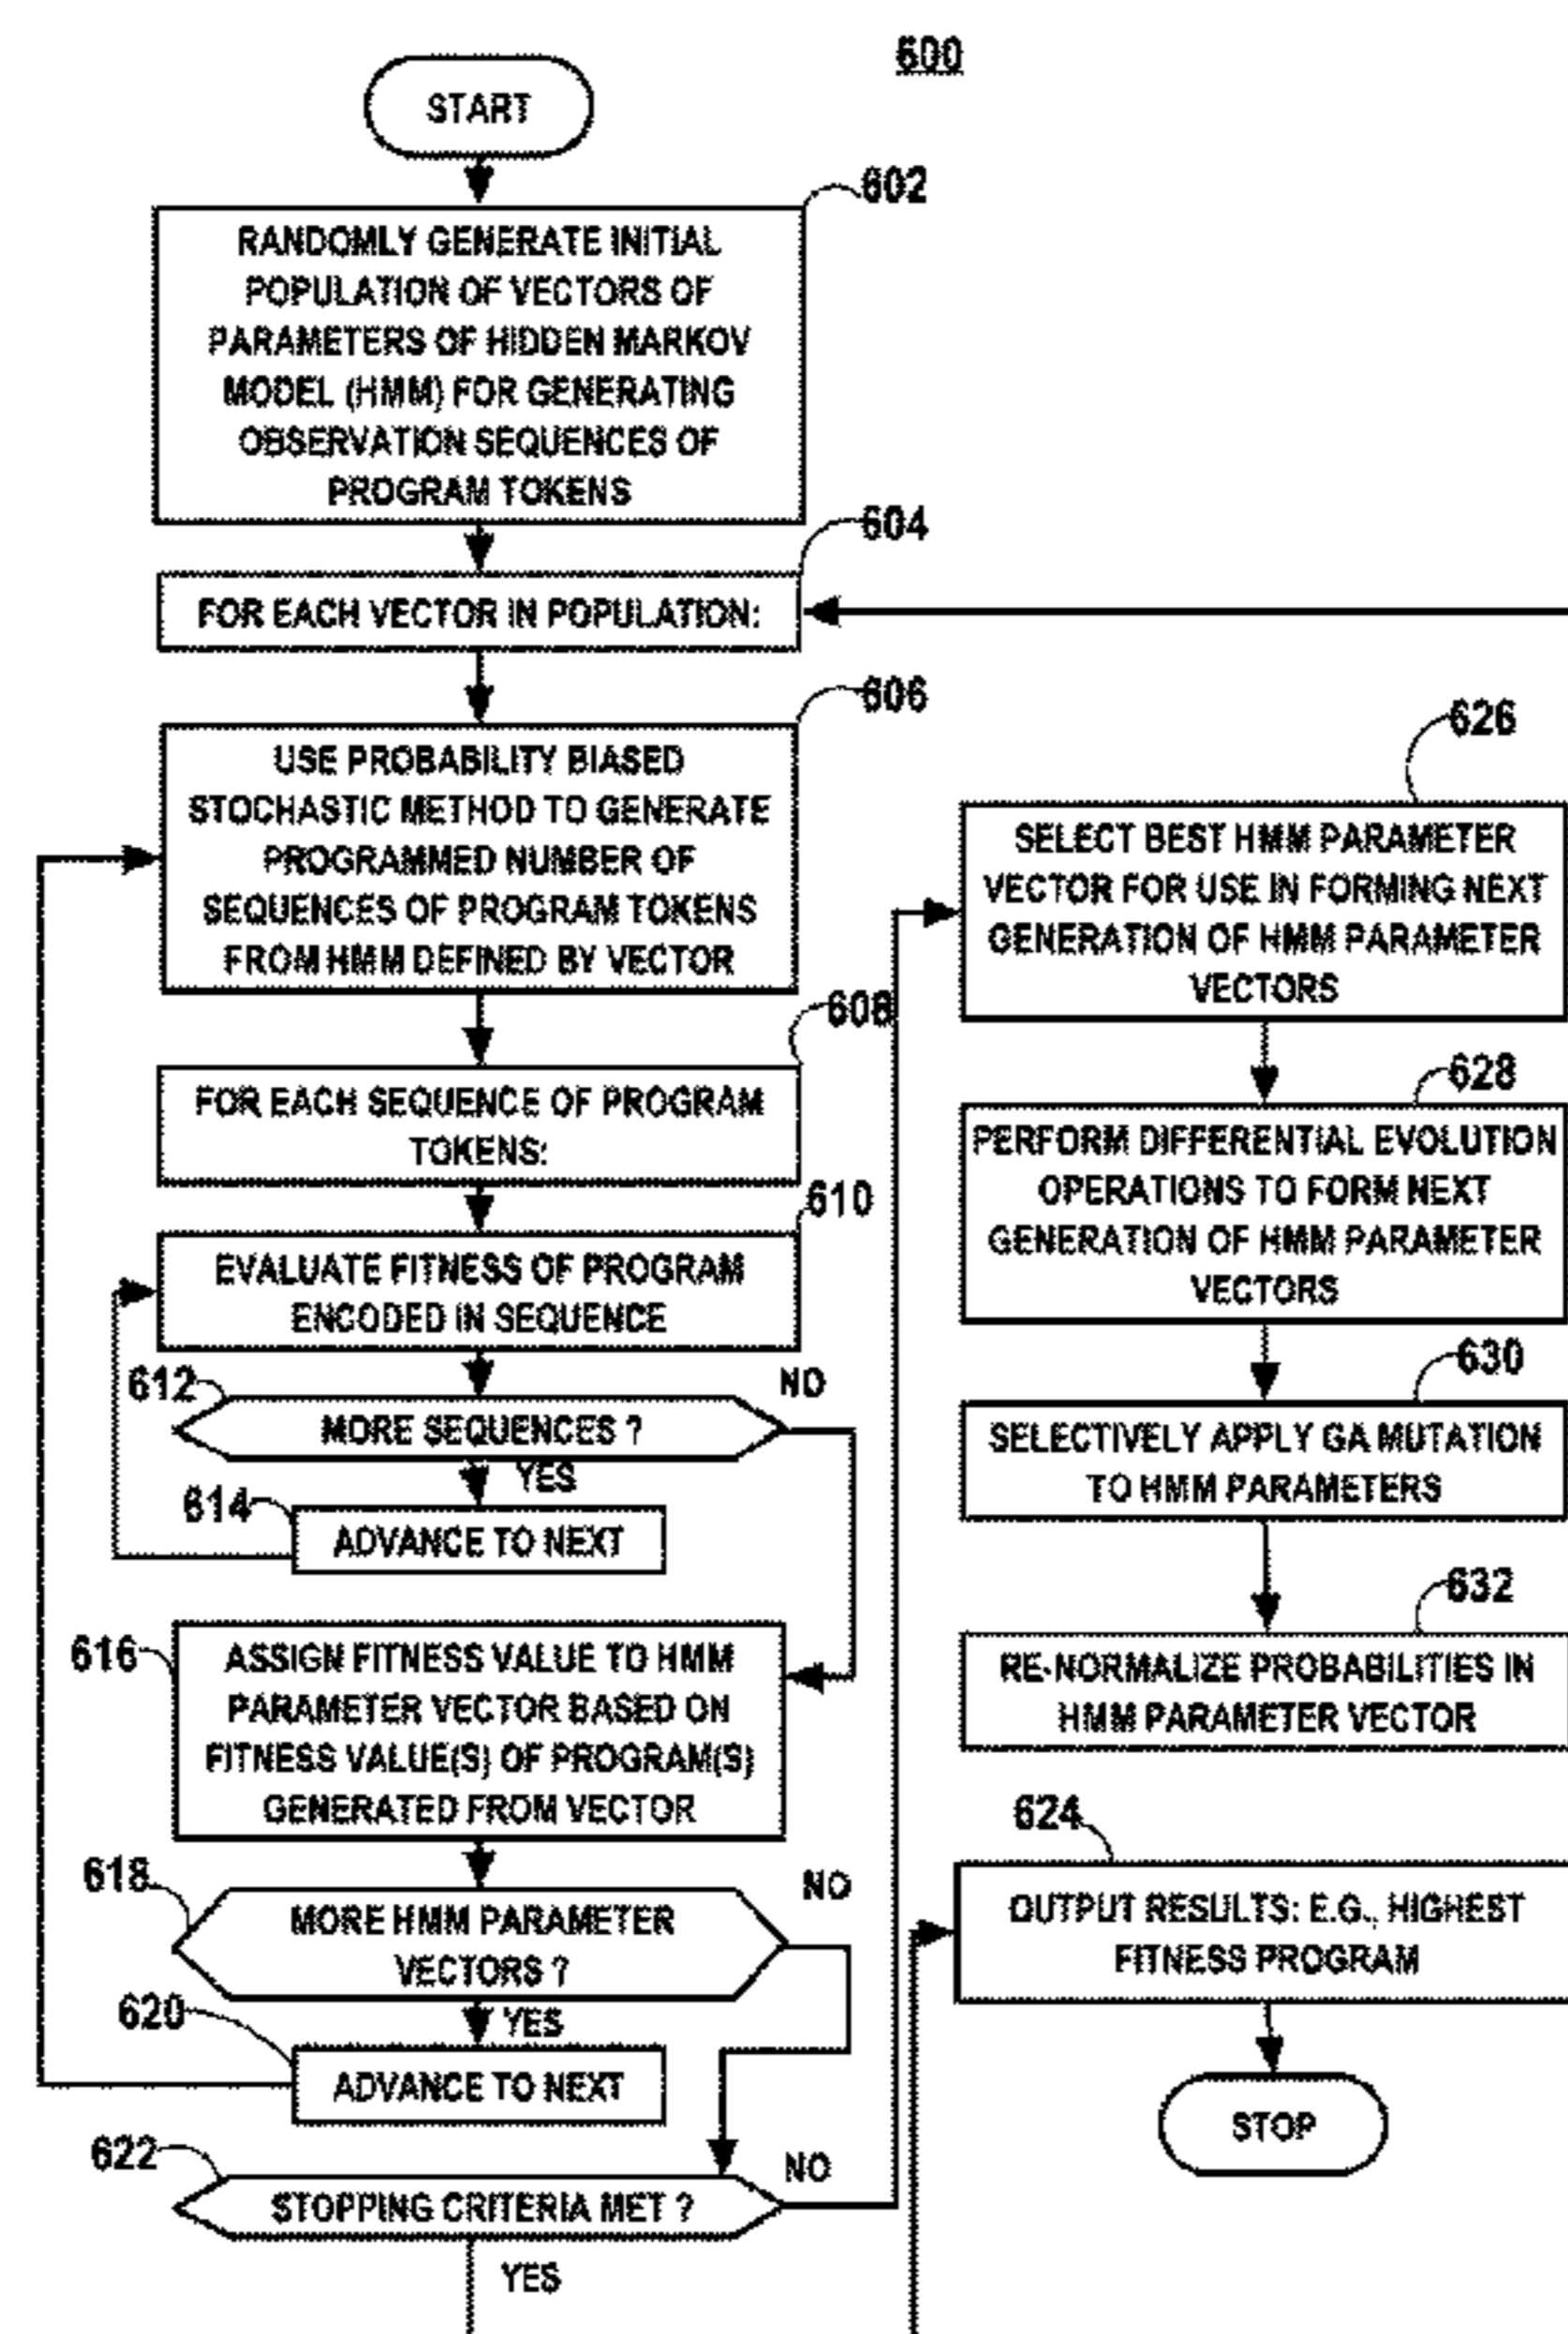 600
START
602
RANDOMLY GENERATE INITIAL
POPULATION OF VECTORS OF
PARAMETERS OF HIDDEN MARKOV
MODEL (HMM) FOR GENERATING
OBSERVATION SEQUENCES OF
PROGRAM TOKENS
604
FOR EACH VECTOR IN POPULATION:
606
USE PROBABILITY BIASED
STOCHASTIC METHOD TO GENERATE
PROGRAMMED NUMBER OF
SEQUENCES OF PROGRAM TOKENS
FROM HMM DEFINED BY VECTOR
608
FOR EACH SEQUENCE OF PROGRAM
TOKENS:
610
EVALUATE FITNESS OF PROGRAM
ENCODED IN SEQUENCE
612
NO
MORE SEQUENCES ?
YES
614
ADVANCE TO NEXT
616
ASSIGN FITNESS VALUE TO HMM
PARAMETER VECTOR BASED ON
FITNESS VALUE(S) OF PROGRAM(S)
GENERATED FROM VECTOR
618
NO
MORE HMM PARAMETER
VECTORS ?
YES
620
ADVANCE TO NEXT
622
NO
STOPPING CRITERIA MET ?
YES
626
SELECT BEST HMM PARAMETER
VECTOR FOR USE IN FORMING NEXT
GENERATION OF HMM PARAMETER
VECTORS
628
PERFORM DIFFERENTIAL EVOLUTION
OPERATIONS TO FORM NEXT
GENERATION OF HMM PARAMETER
VECTORS
630
SELECTIVELY APPLY GA MUTATION
TO HMM PARAMETERS
632
RE-NORMALIZE PROBABILITIES IN
HMM PARAMETER VECTOR
624
OUTPUT RESULTS: E.G., HIGHEST
FITNESS PROGRAM
STOP